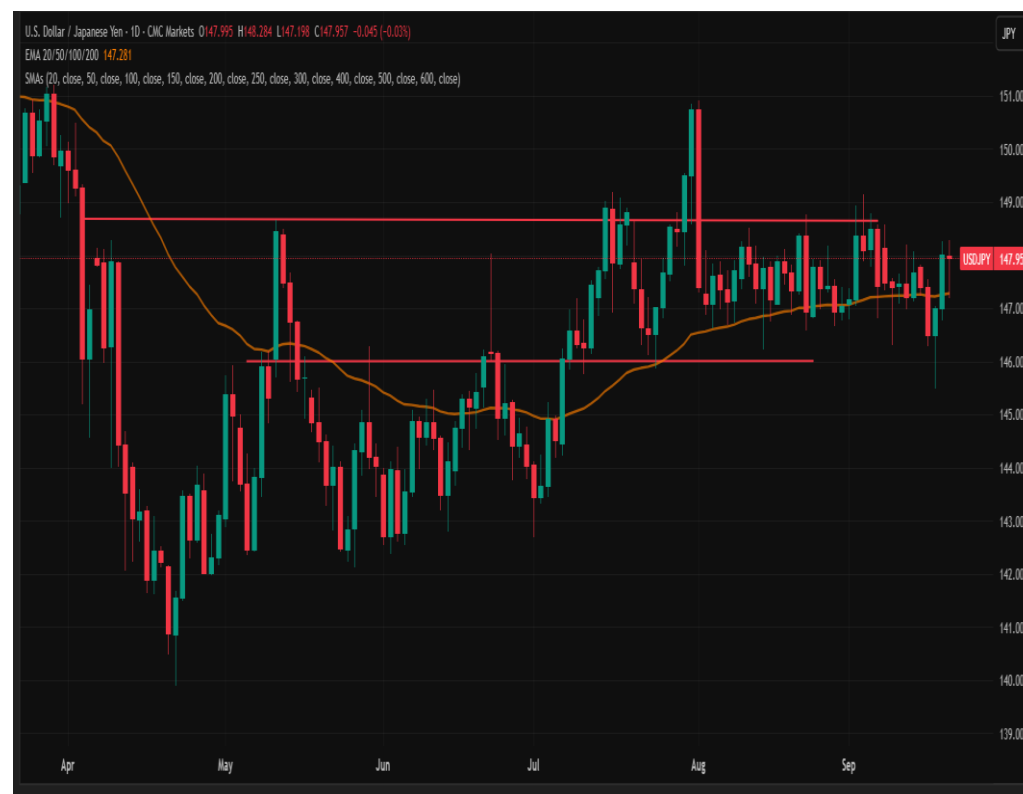 U.S. Dollar / Japanese Yen · 1D · CMC Markets O147.995 H148.284 L147.198 C147.957 −0.045 (−0.03%)
JPY
EMA 20/50/100/200 147.281
SMAs (20, close, 50, close, 100, close, 150, close, 200, close, 250, close, 300, close, 400, close, 500, close, 600, close)
151.00
150.00
149.00
148.00
USDJPY 147.95
147.00
146.00
145.00
144.00
143.00
142.00
141.00
140.00
139.00
Apr May Jun Jul Aug Sep